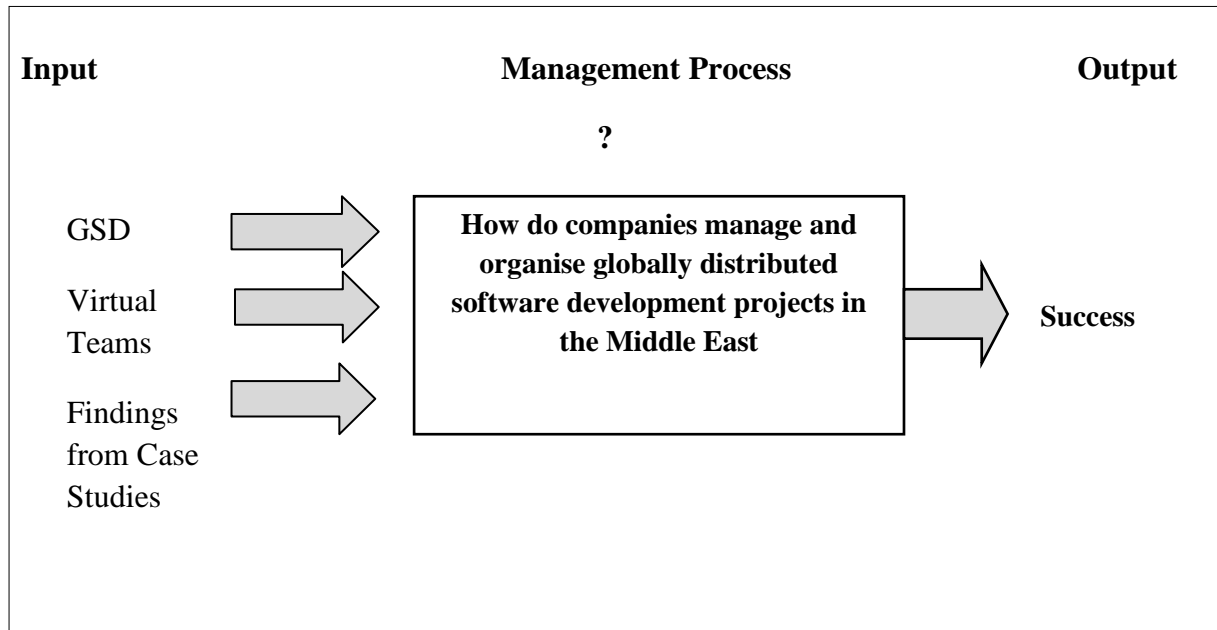 Input Management Process Output
?
GSD
Virtual
Teams
Findings
from Case
Studies
How do companies manage and
organise globally distributed
software development projects in
the Middle East
Success